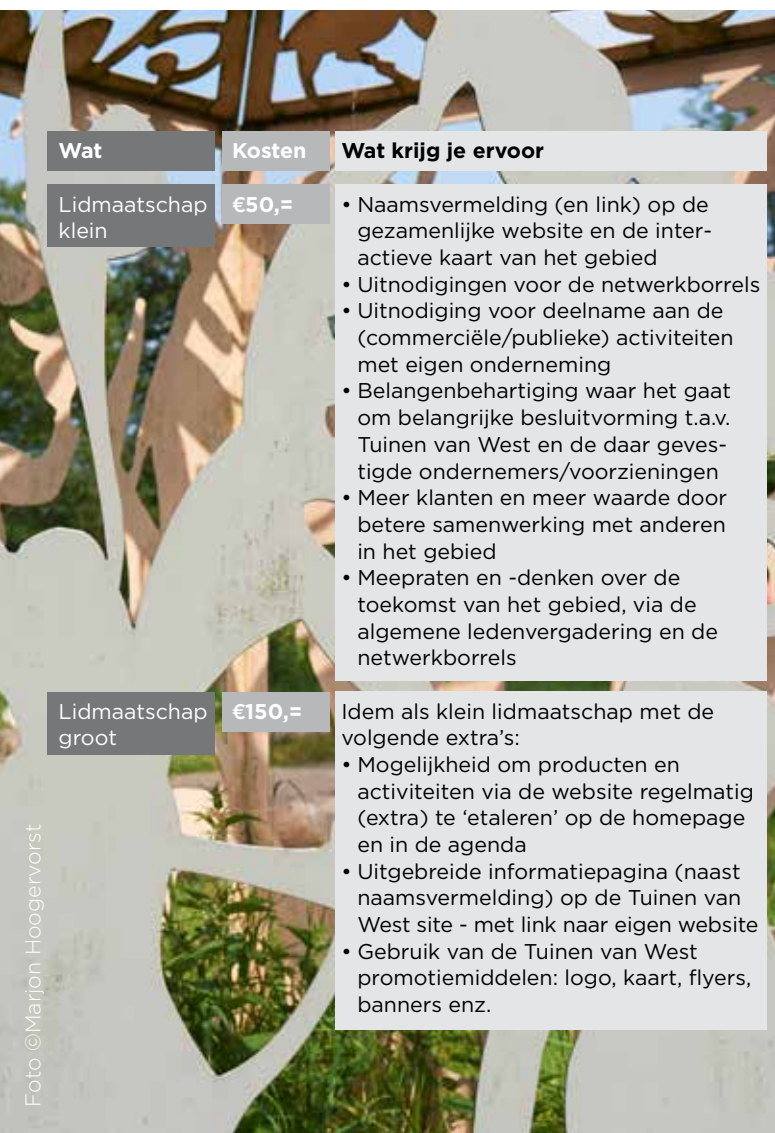 Wat Kosten Wat krijg je ervoor
Lidmaatschap klein €50,=
• Naamsvermelding (en link) op de
gezamenlijke website en de inter-
actieve kaart van het gebied
• Uitnodigingen voor de netwerkborrels
• Uitnodiging voor deelname aan de
(commerciële/publieke) activiteiten
met eigen onderneming
• Belangenbehartiging waar het gaat
om belangrijke besluitvorming t.a.v.
Tuinen van West en de daar geves-
tigde ondernemers/voorzieningen
• Meer klanten en meer waarde door
betere samenwerking met anderen
in het gebied
• Meepraten en -denken over de
toekomst van het gebied, via de
algemene ledenvergadering en de
netwerkborrels
Lidmaatschap groot €150,=
Idem als klein lidmaatschap met de
volgende extra’s:
• Mogelijkheid om producten en
activiteiten via de website regelmatig
(extra) te ‘etaleren’ op de homepage
en in de agenda
• Uitgebreide informatiepagina (naast
naamsvermelding) op de Tuinen van
West site - met link naar eigen website
• Gebruik van de Tuinen van West
promotiemiddelen: logo, kaart, flyers,
banners enz.
Foto ©Marjon Hoogervorst